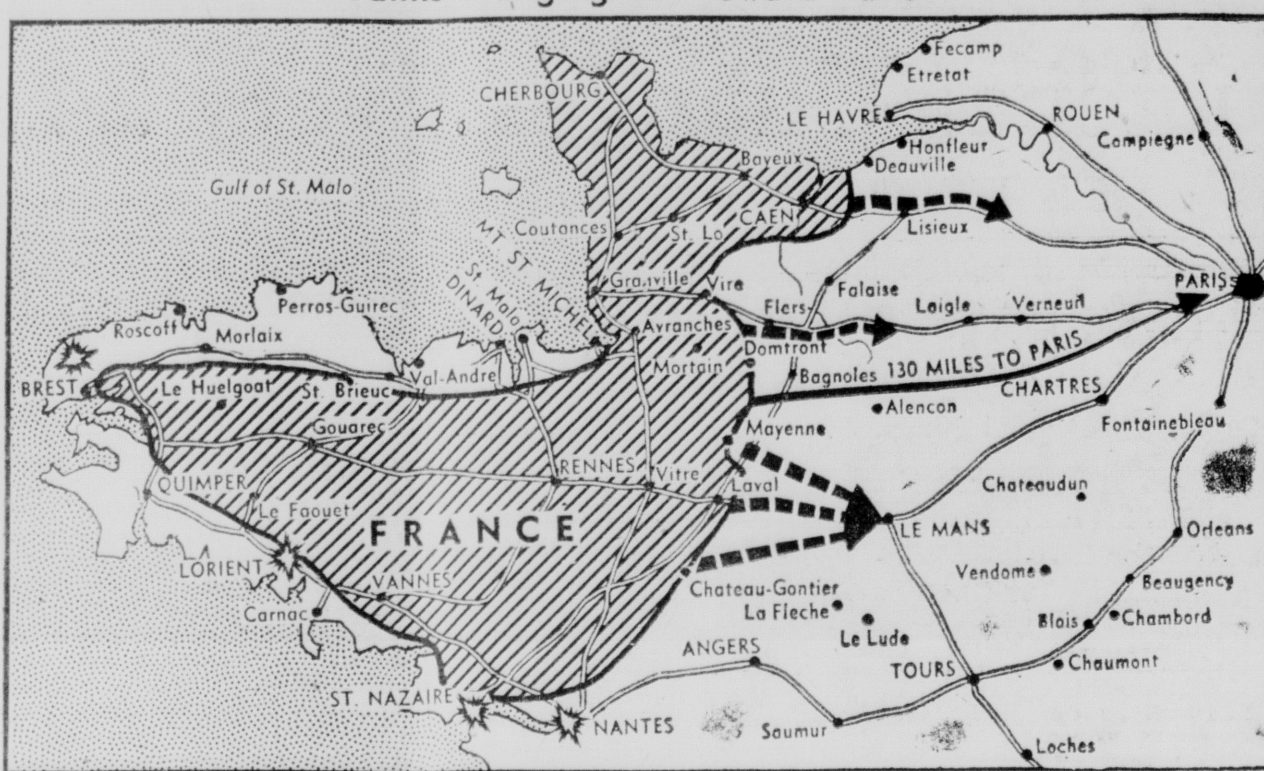 Fecamp
Etretat
CHERBOURG
LE HAVRE
ROUEN
Compiegne
Honfleur
Deauville
Bayeux
Gulf of St. Malo
CAEN
Lisieux
Coutances
St. Lo
MT ST MICHEL
St Malo
DINARD
Granville
Vire
PARIS
Perros-Guirec
Flers
Falaise
Laigle
Verneuil
Roscoff
Morlaix
Avranches
Domfront
Mortain
130 MILES TO PARIS
BREST
Le Huelgoat
St. Brieuc
Val-Andre
Bagnoles
CHARTRES
Alencon
Fontainebleau
Gouarec
Mayenne
QUIMPER
RENNES
Vitre
Laval
Chateaudun
Le Faouet
FRANCE
LE MANS
Orleans
LORIENT
VANNES
Chateau-Gontier
Vendome
Beaugency
Carnac
La Fleche
Le Lude
Blois
Chambord
ANGERS
TOURS
Chaumont
ST. NAZAIRE
NANTES
Saumur
Loches